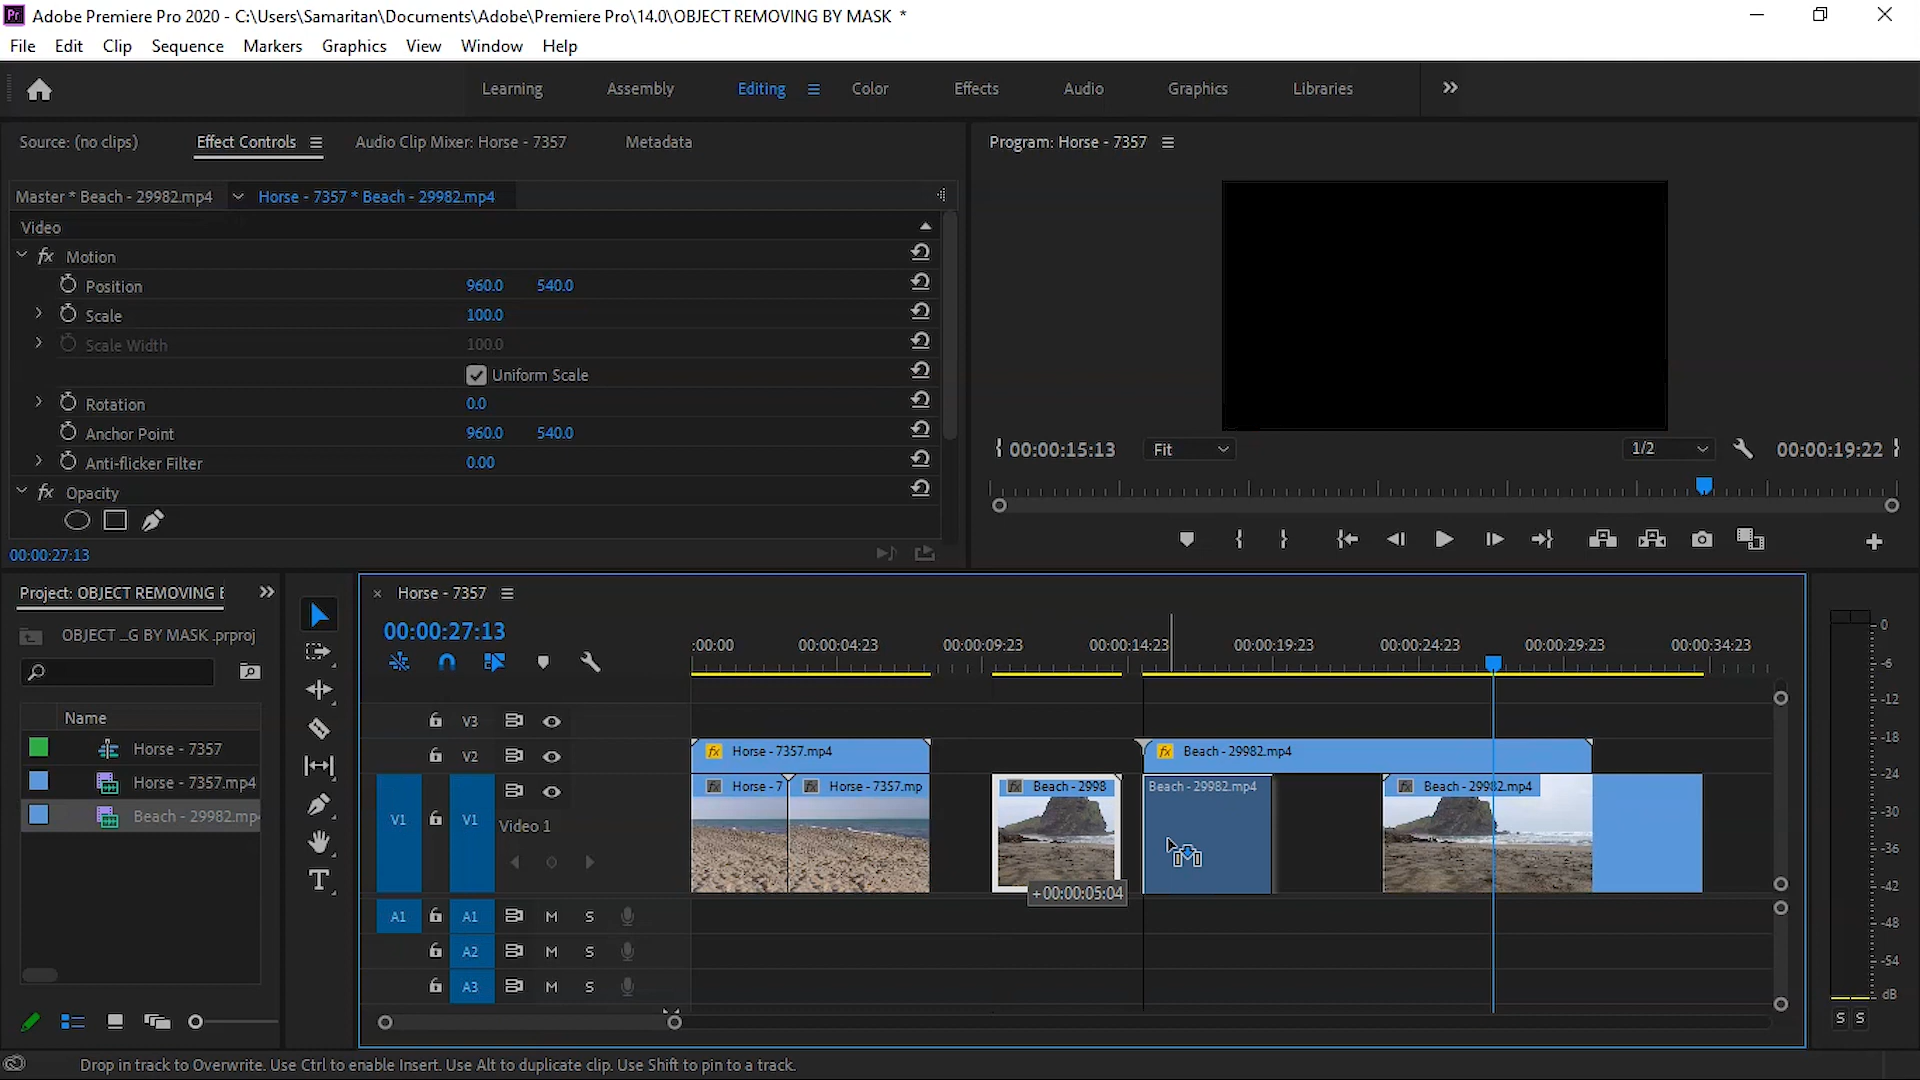 Pr Adobe Premiere Pro 2020 - C:\Users\Samaritan\Documents\Adobe\Premiere Pro\14.0\OBJECT REMOVING BY MASK *
File Edit Clip Sequence Markers Graphics View Window Help
Learning Assembly Editing Color Effects Audio Graphics Libraries
Source: (no clips) Effect Controls Audio Clip Mixer: Horse - 7357 Metadata
Program: Horse - 7357
Master * Beach - 29982.mp4 Horse - 7357 * Beach - 29982.mp4
Video
fx Motion
Position 960.0 540.0
Scale 100.0
Scale Width 100.0
Uniform Scale
Rotation 0.0
Anchor Point 960.0 540.0
Anti-flicker Filter 0.00
fx Opacity
00:00:27:13
00:00:15:13 Fit 1/2 00:00:19:22
Project: OBJECT REMOVING B
OBJECT _G BY MASK .prproj
Name
Horse - 7357
Horse - 7357.mp4
Beach - 29982.mp4
Horse - 7357
00:00:27:13
:00:00 00:00:04:23 00:00:09:23 00:00:14:23 00:00:19:23 00:00:24:23 00:00:29:23 00:00:34:23
V3
V2 fx Horse - 7357.mp4 fx Beach - 29982.mp4
V1 V1 fx Horse - 7 fx Horse - 7357.mp fx Beach - 2998 Beach - 29982.mp4 fx Beach - 29982.mp4
Video 1
+00:00:05:04
A1 A1 M S
A2 M S
A3 M S
0
-6
-12
-18
-24
-30
-36
-42
-48
-54
dB
S S
Drop in track to Overwrite. Use Ctrl to enable Insert. Use Alt to duplicate clip. Use Shift to pin to a track.